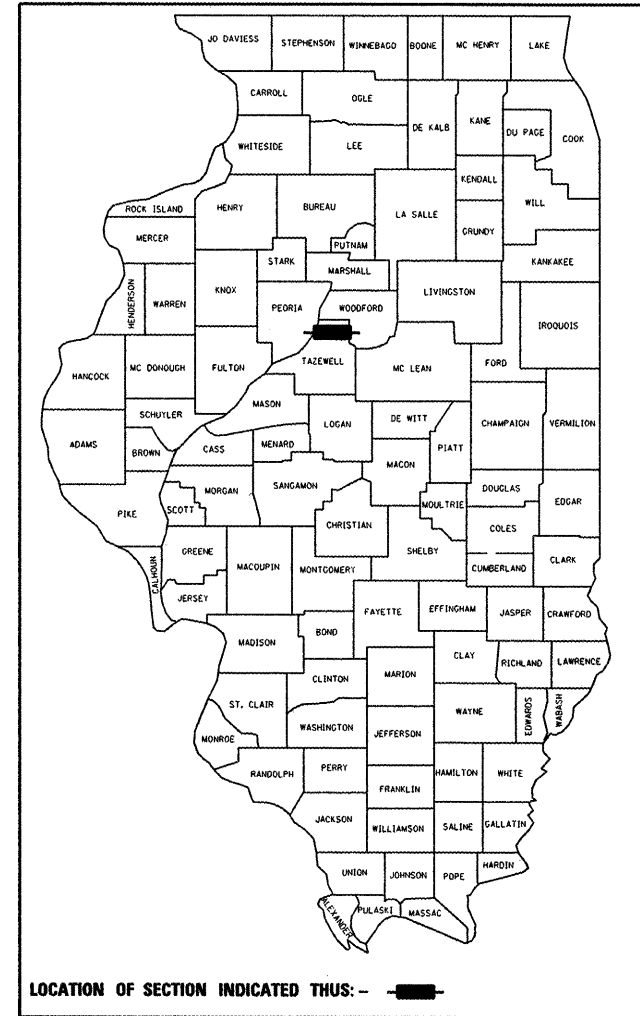 JO DAVIESS
STEPHENSON
WINNEBAGO
BOONE
MC HENRY
LAKE
CARROLL
OGLE
DE KALB
KANE
DU PAGE
COOK
WHITESIDE
LEE
KENDALL
WILL
ROCK ISLAND
HENRY
BUREAU
LA SALLE
GRUNDY
MERCER
PUTNAM
STARK
MARSHALL
KANKAKEE
HENDERSON
WARREN
KNOX
PEORIA
WOODFORD
LIVINGSTON
IROQUOIS
HANCOCK
MC DONOUGH
FULTON
TAZEWELL
MC LEAN
FORD
SCHUYLER
MASON
LOGAN
DE WITT
CHAMPAIGN
VERMILION
ADAMS
BROWN
CASS
MENARD
PIATT
MACON
PIKE
SCOTT
MORGAN
SANGAMON
CHRISTIAN
MOULTRIE
DOUGLAS
EDGAR
COLES
CALHOUN
GREENE
MACOUPIN
MONTGOMERY
SHELBY
CUMBERLAND
CLARK
JERSEY
FAYETTE
EFFINGHAM
JASPER
CRAWFORD
MADISON
BOND
CLAY
RICHLAND
LAWRENCE
ST. CLAIR
CLINTON
MARION
WAYNE
EDWARDS
WABASH
MONROE
WASHINGTON
JEFFERSON
RANDOLPH
PERRY
FRANKLIN
HAMILTON
WHITE
JACKSON
WILLIAMSON
SALINE
GALLATIN
UNION
JOHNSON
POPE
HARDIN
ALEXANDER
PULASKI
MASSAC
LOCATION OF SECTION INDICATED THUS: –